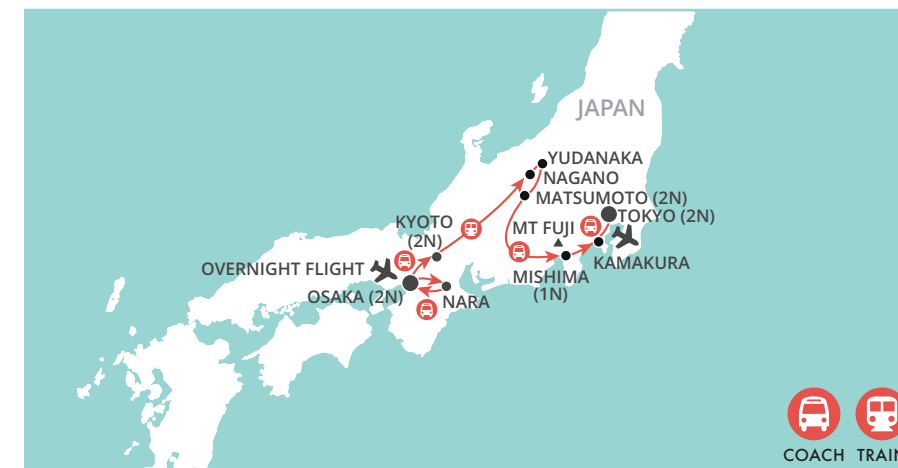 JAPAN
YUDANAKA
NAGANO
MATSUMOTO (2N)
TOKYO (2N)
KYOTO
(2N)
MT FUJI
OVERNIGHT FLIGHT
KAMAKURA
OSAKA (2N)
NARA
MISHIMA
(1N)
COACH TRAIN